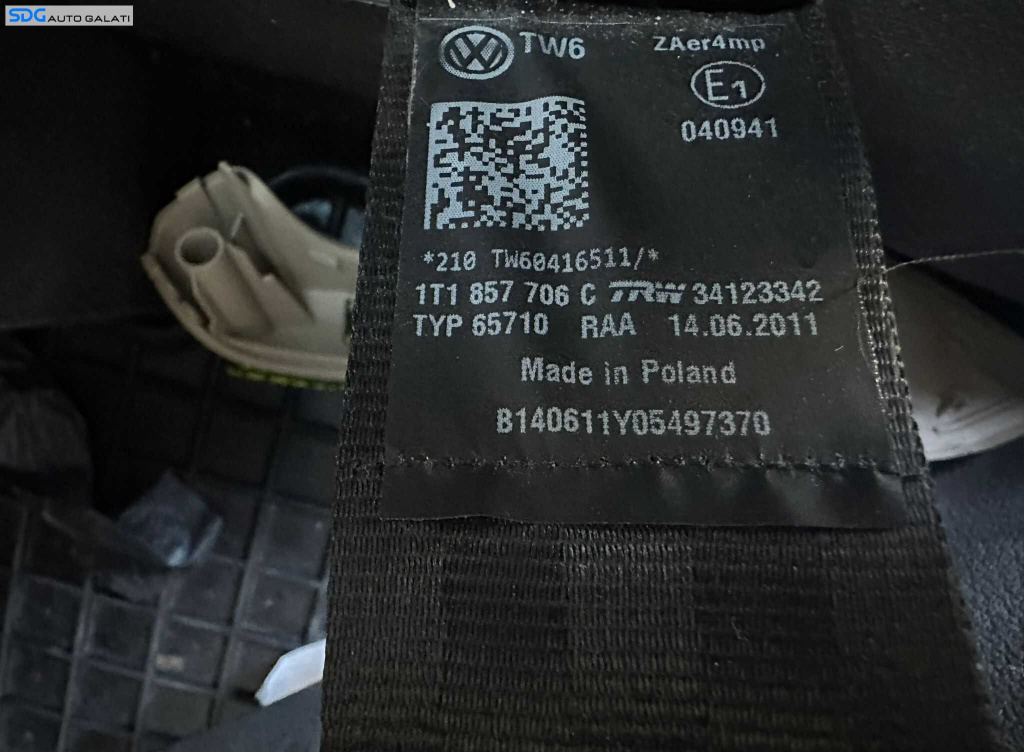 SDG AUTO GALATI
TW6 ZAer4mp
E1
040941
*210 TW60416511/*
1T1 857 706 C TRW 34123342
TYP 65710 RAA 14.06.2011
Made in Poland
B140611Y05497370